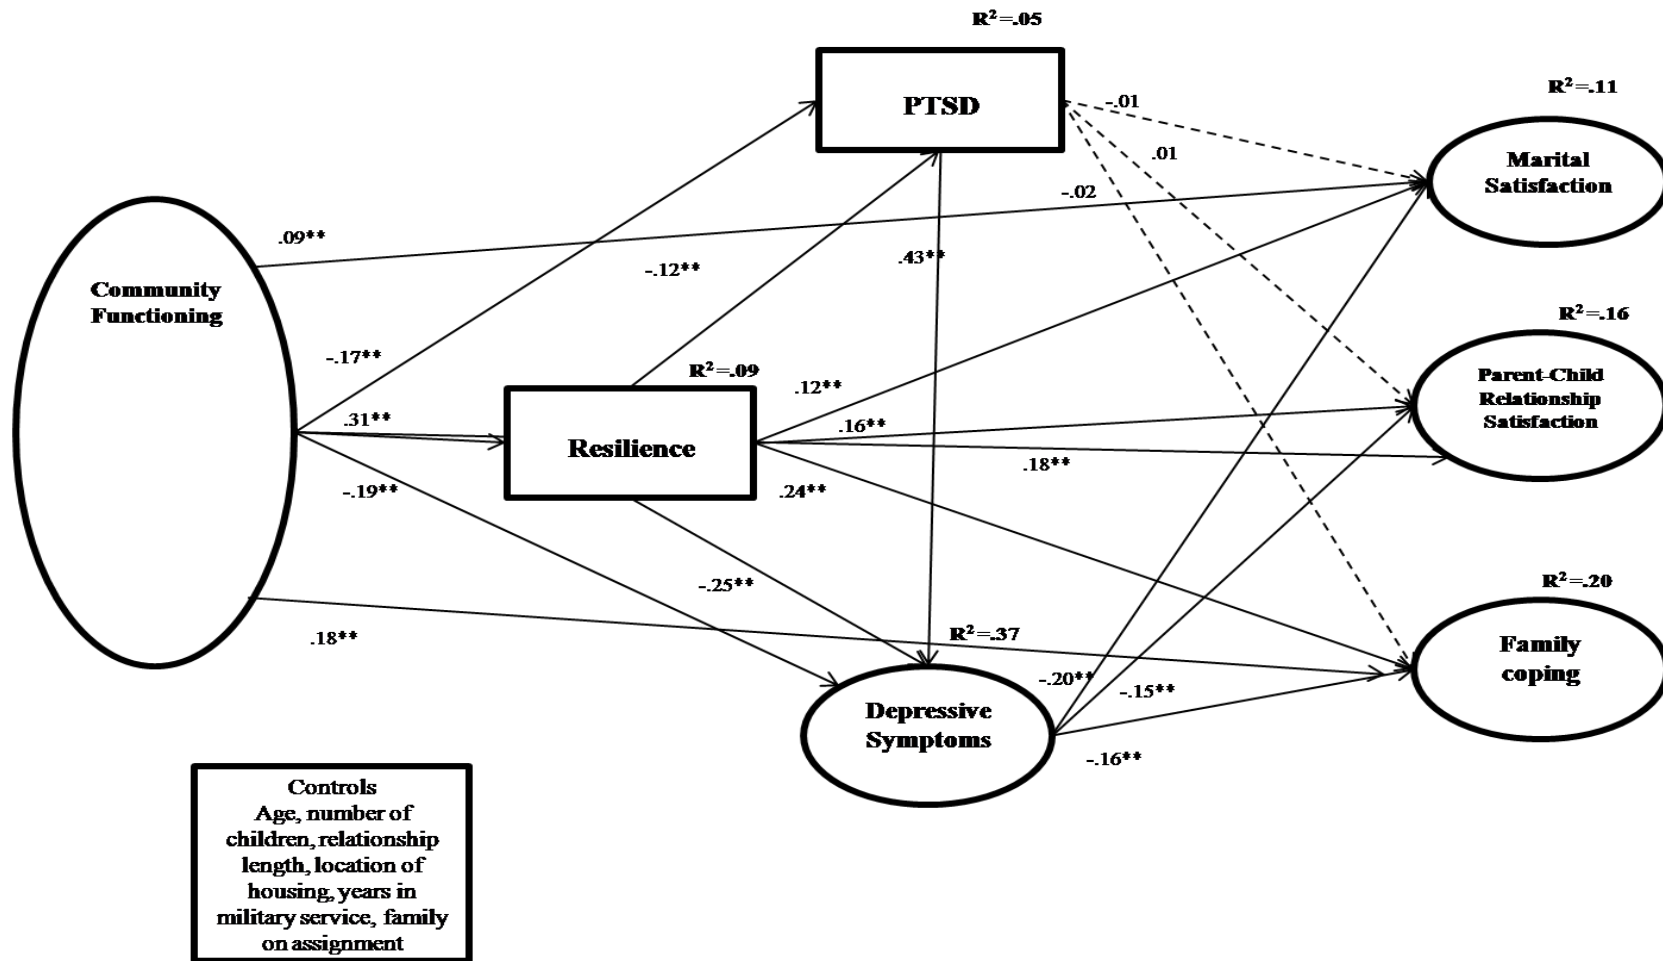 R²=.05
PTSD
R²=.11
-.01
.01
Marital
Satisfaction
-.02
.09**
-.12**
.43**
Community
Functioning
R²=.16
-.17**
R²=.09
.12**
Parent-Child
Relationship
Satisfaction
.31**
.16**
Resilience
.18**
-.19**
.24**
-.25**
R²=.20
.18**
R²=.37
Family
coping
-.20**
-.15**
Depressive
Symptoms
-.16**
Controls
Age, number of
children, relationship
length, location of
housing, years in
military service, family
on assignment